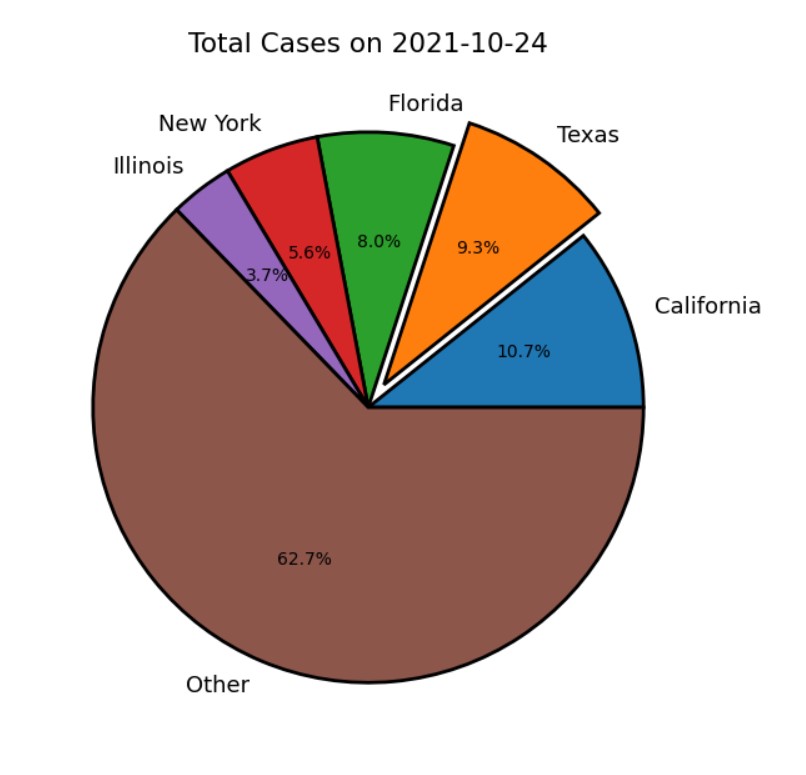 Total Cases on 2021-10-24
Florida
New York
Texas
Illinois
8.0%
9.3%
5.6%
3.7%
California
10.7%
62.7%
Other